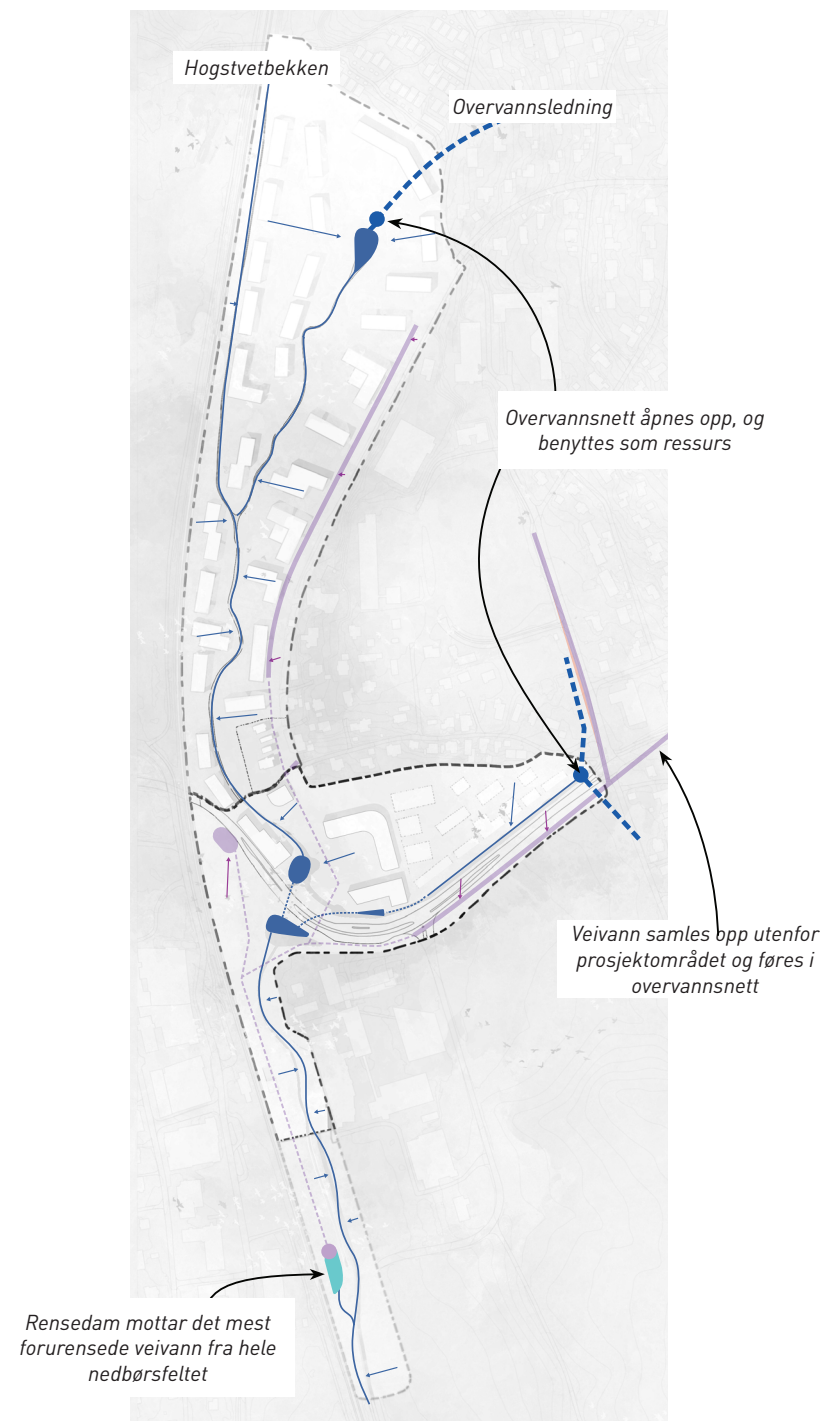 Hogstvetbekken
Overvannsledning
Overvannsnett åpnes opp, og
benyttes som ressurs
Veivann samles opp utenfor
prosjektområdet og føres i
overvannsnett
Rensedam mottar det mest
forurensede veivann fra hele
nedbørsfeltet